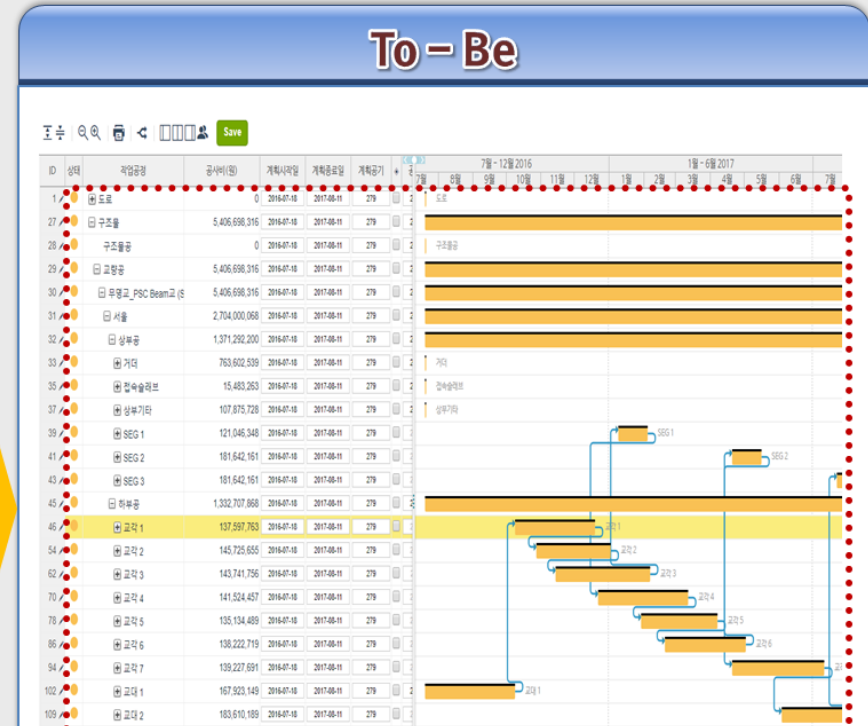 To – Be
Save
ID 상태 작업공정 공사비(원) 계획시작일 계획종료일 계획공기 + 7월 - 12월 2016 1월 - 6월 2017
7월 8월 9월 10월 11월 12월 1월 2월 3월 4월 5월 6월 7월
1 도로 0 2016-07-18 2017-08-11 279 도로
27 구조물 5,406,698,316 2016-07-18 2017-08-11 279
28 구조물공 0 2016-07-18 2017-08-11 279 구조물공
29 교량공 5,406,698,316 2016-07-18 2017-08-11 279
30 무명교_PSC Beam교 (S 5,406,698,316 2016-07-18 2017-08-11 279
31 서울 2,704,000,068 2016-07-18 2017-08-11 279
32 상부공 1,371,292,200 2016-07-18 2017-08-11 279
33 거더 763,602,539 2016-07-18 2017-08-11 279 거더
35 접속슬래브 15,483,263 2016-07-18 2017-08-11 279 접속슬래브
37 상부기타 107,875,728 2016-07-18 2017-08-11 279 상부기타
39 SEG 1 121,046,348 2016-07-18 2017-08-11 279 SEG 1
41 SEG 2 181,642,161 2016-07-18 2017-08-11 279 SEG 2
43 SEG 3 181,642,161 2016-07-18 2017-08-11 279
45 하부공 1,332,707,868 2016-07-18 2017-08-11 279
46 교각 1 137,597,763 2016-07-18 2017-08-11 279 교각 1
54 교각 2 145,725,655 2016-07-18 2017-08-11 279 교각 2
62 교각 3 143,741,756 2016-07-18 2017-08-11 279 교각 3
70 교각 4 141,524,457 2016-07-18 2017-08-11 279 교각 4
78 교각 5 135,134,489 2016-07-18 2017-08-11 279 교각 5
86 교각 6 138,222,719 2016-07-18 2017-08-11 279 교각 6
94 교각 7 139,227,691 2016-07-18 2017-08-11 279
102 교대 1 167,923,149 2016-07-18 2017-08-11 279 교대 1
109 교대 2 183,610,189 2016-07-18 2017-08-11 279